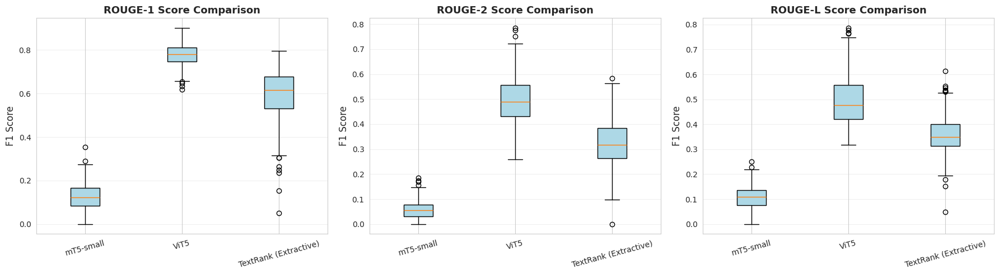 ROUGE-1 Score Comparison
F1 Score
0.8
0.6
0.4
0.2
0.0
mT5-small
ViT5
TextRank (Extractive)
ROUGE-2 Score Comparison
F1 Score
0.8
0.7
0.6
0.5
0.4
0.3
0.2
0.1
0.0
mT5-small
ViT5
TextRank (Extractive)
ROUGE-L Score Comparison
F1 Score
0.8
0.7
0.6
0.5
0.4
0.3
0.2
0.1
0.0
mT5-small
ViT5
TextRank (Extractive)